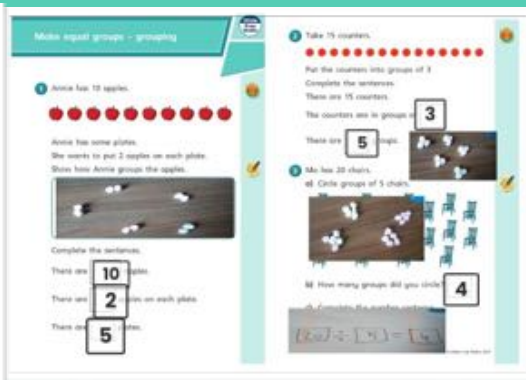 Make equal groups - grouping
1 Annie has 10 apples.
Annie has some plates.
She wants to put 2 apples on each plate.
Show how Annie groups the apples.
Complete the sentences.
There are 10 apples.
There are 2 apples on each plate.
There are 5 plates.
2 Take 15 counters.
Put the counters into groups of 3
Complete the sentences.
There are 15 counters.
The counters are in groups of 3
There are 5 groups.
3 Mo has 20 chairs.
a) Circle groups of 5 chairs.
b) How many groups did you circle?
4
c) Complete the number sentence.